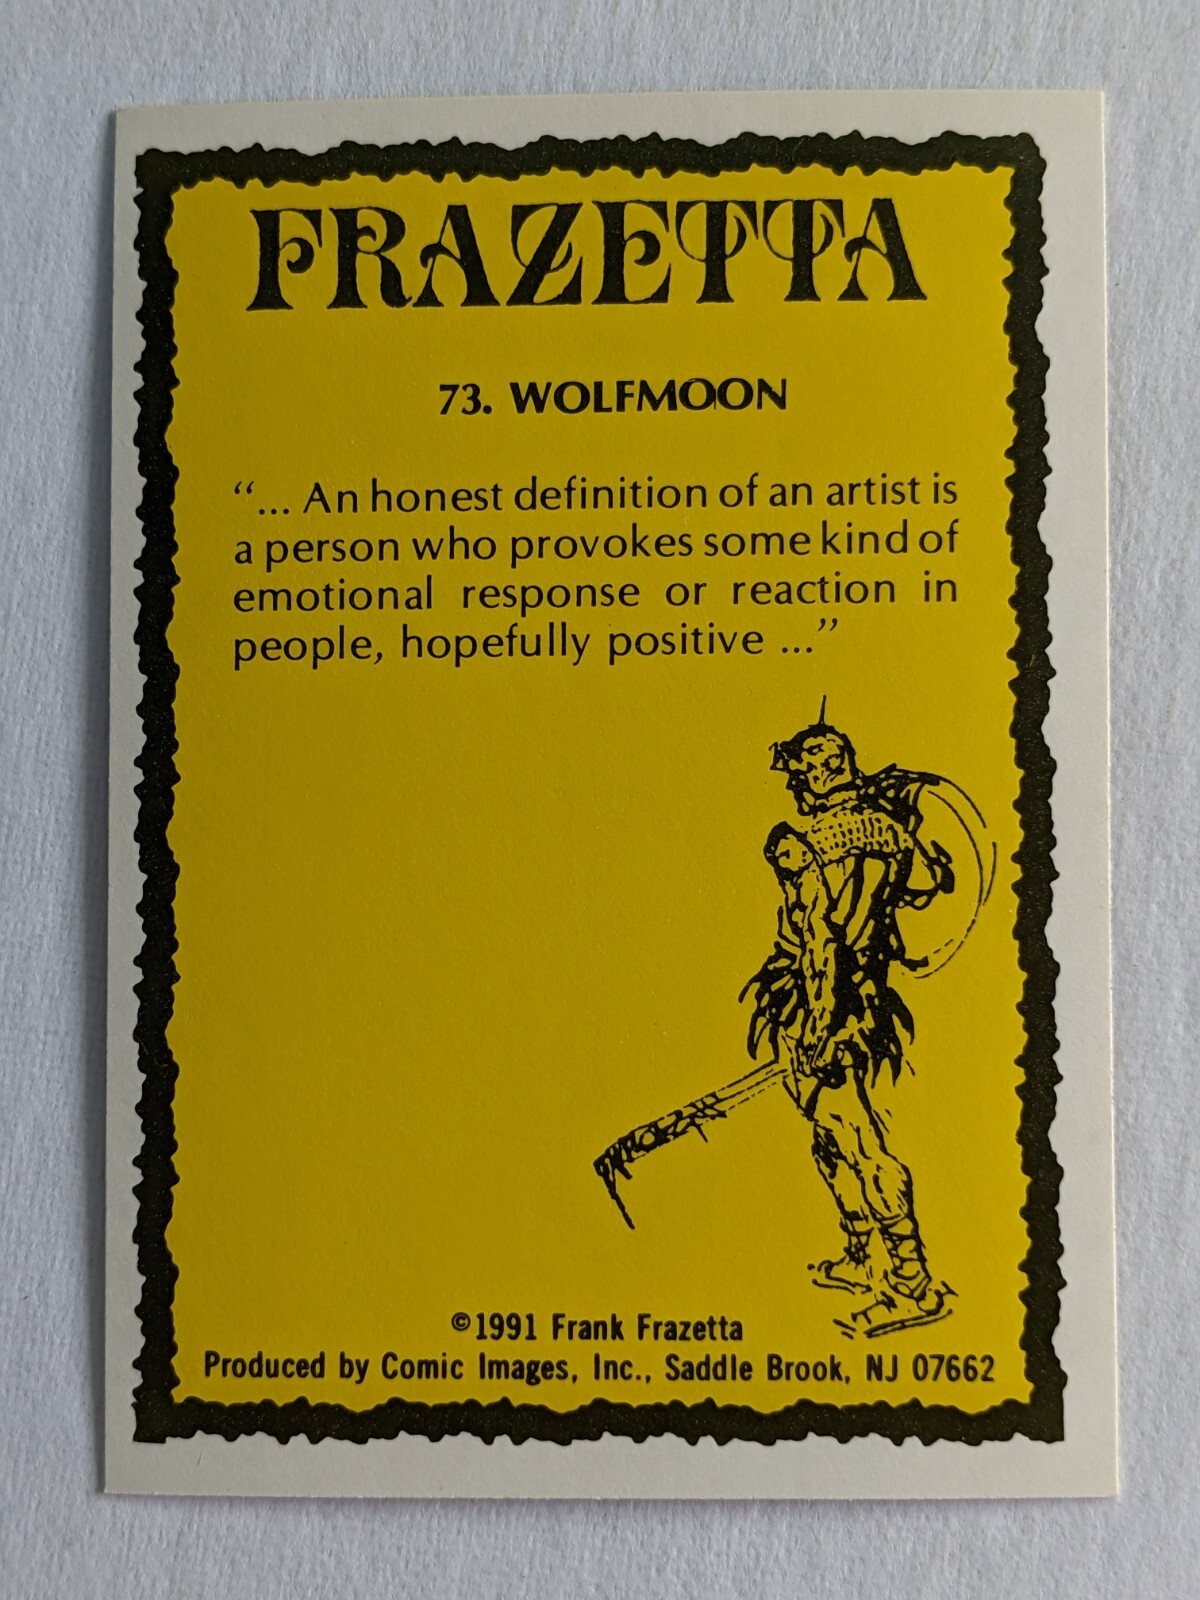 FRAZETTA
73. WOLFMOON
“... An honest definition of an artist is
a person who provokes some kind of
emotional response or reaction in
people, hopefully positive ...”
©1991 Frank Frazetta
Produced by Comic Images, Inc., Saddle Brook, NJ 07662